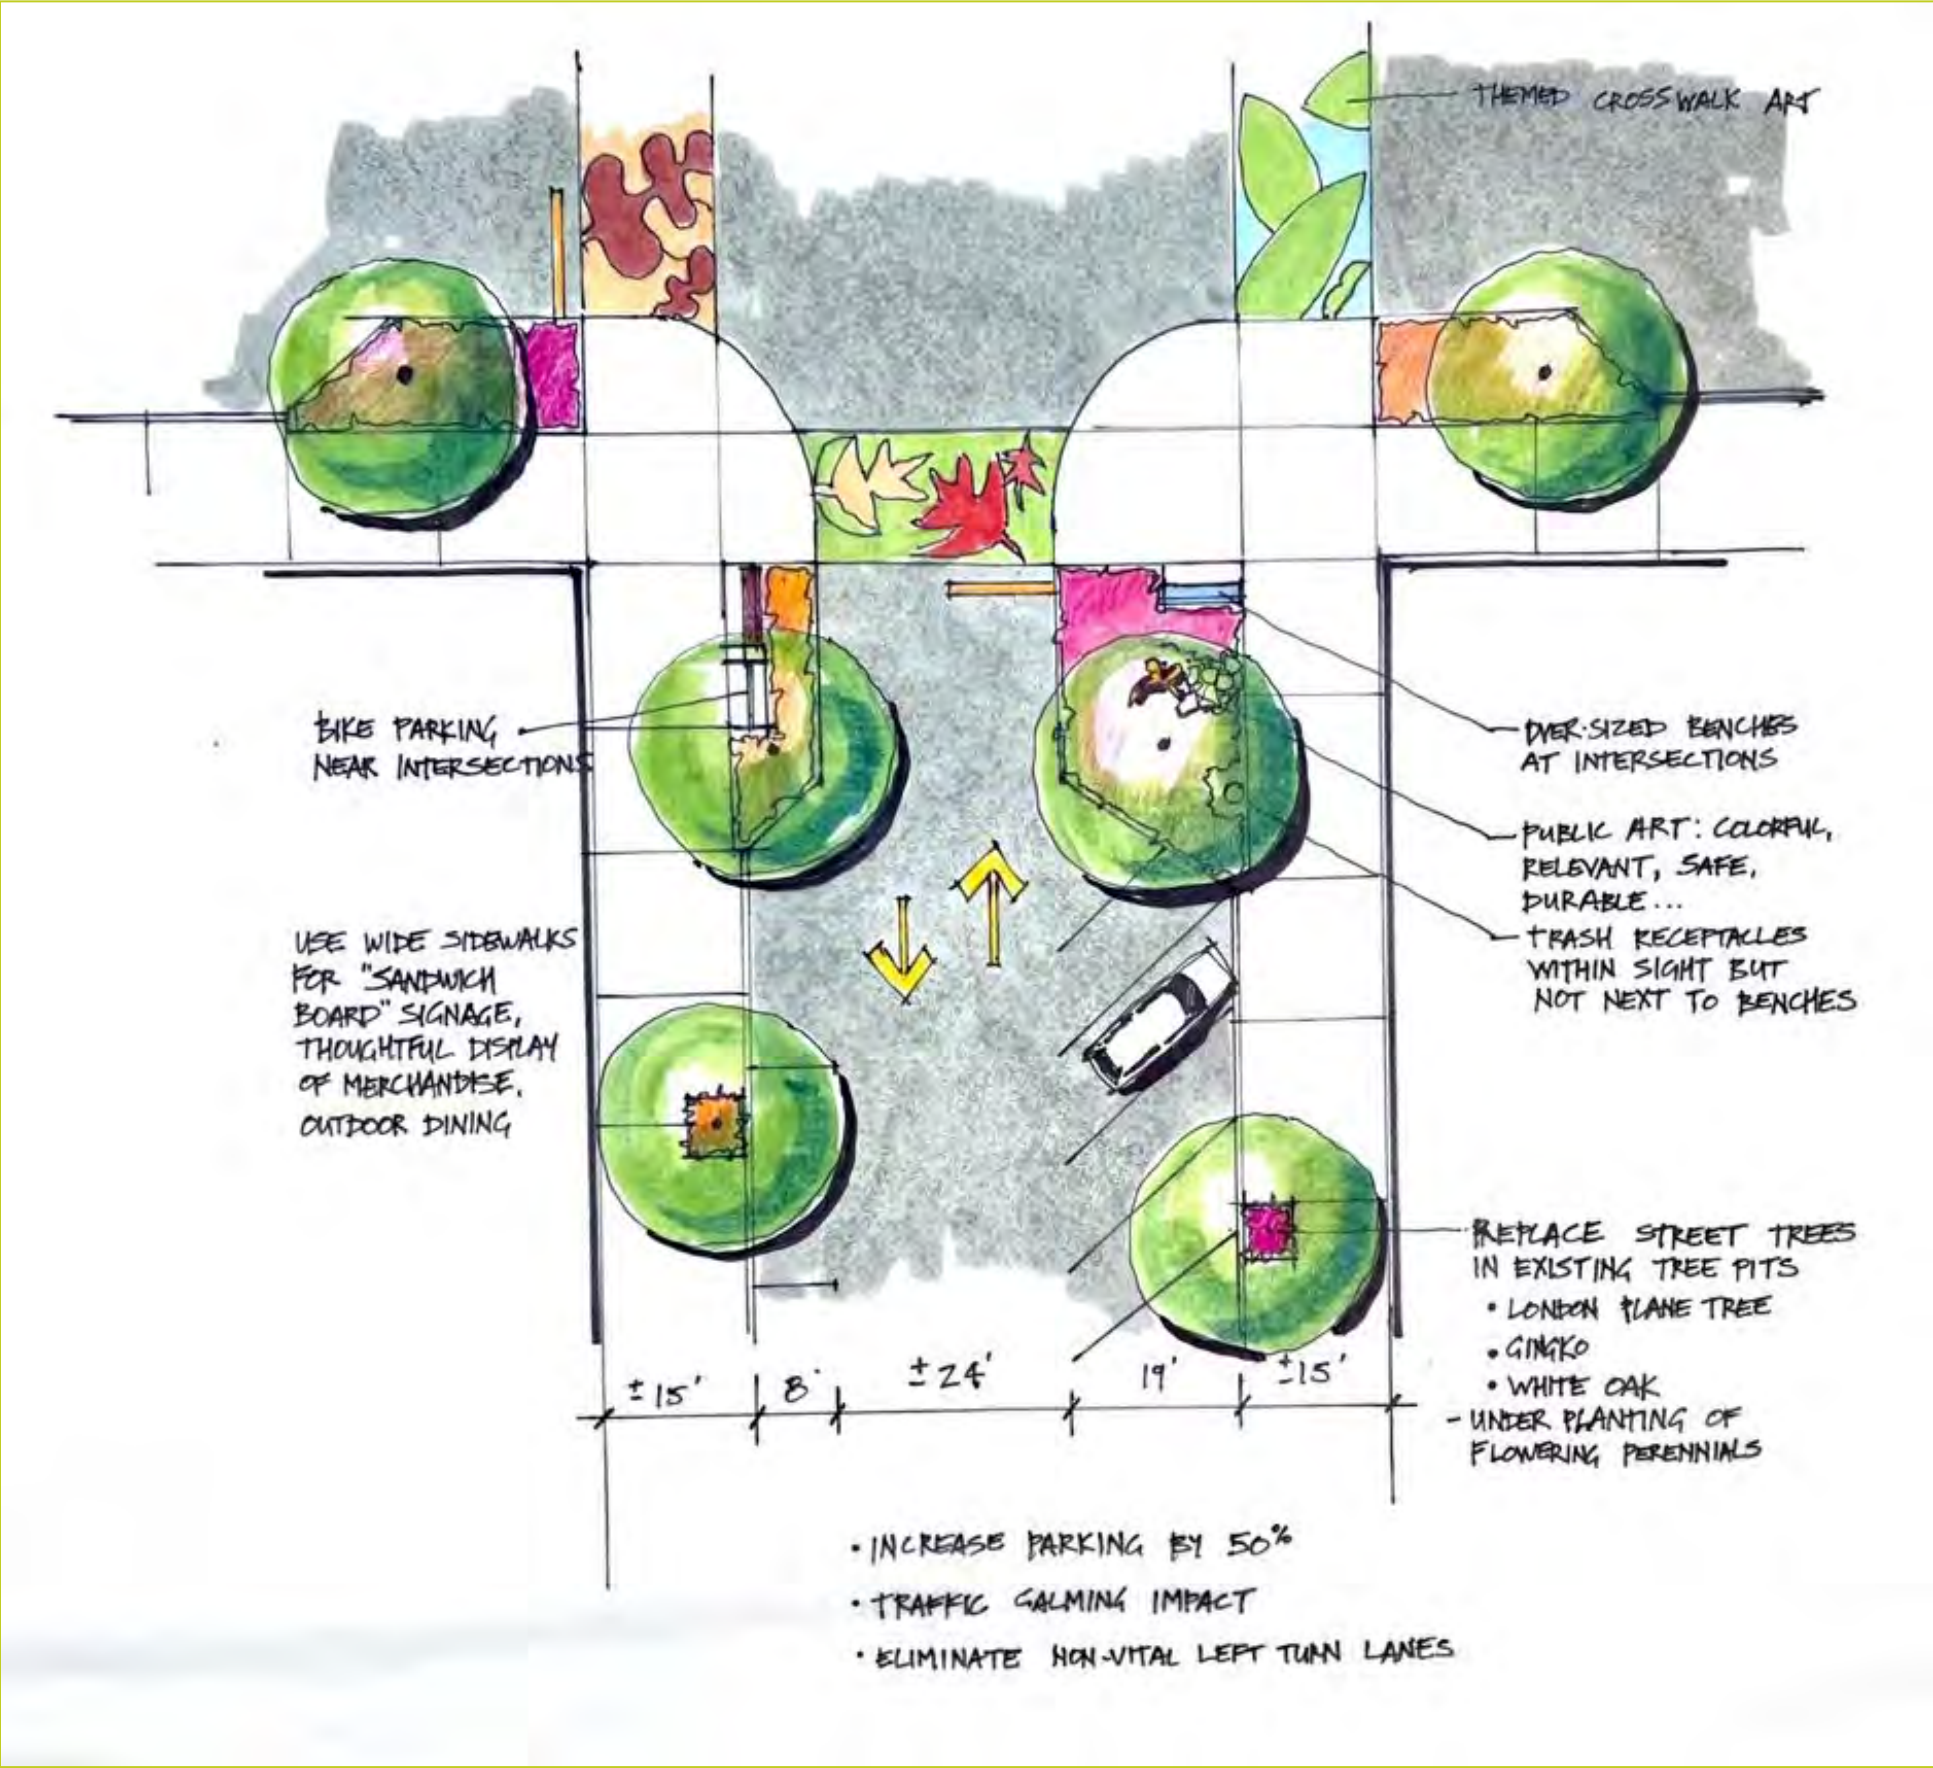 THEMED CROSSWALK ART
BIKE PARKING
NEAR INTERSECTIONS
OVER-SIZED BENCHES
AT INTERSECTIONS
PUBLIC ART: COLORFUL,
RELEVANT, SAFE,
DURABLE...
TRASH RECEPTACLES
WITHIN SIGHT BUT
NOT NEXT TO BENCHES
USE WIDE SIDEWALKS
FOR "SANDWICH
BOARD" SIGNAGE,
THOUGHTFUL DISPLAY
OF MERCHANDISE,
OUTDOOR DINING
REPLACE STREET TREES
IN EXISTING TREE PITS
• LONDON PLANE TREE
• GINGKO
• WHITE OAK
- UNDER PLANTING OF
FLOWERING PERENNIALS
±15' 8' ±24' 19' ±15'
• INCREASE PARKING BY 50%
• TRAFFIC CALMING IMPACT
• ELIMINATE NON-VITAL LEFT TURN LANES